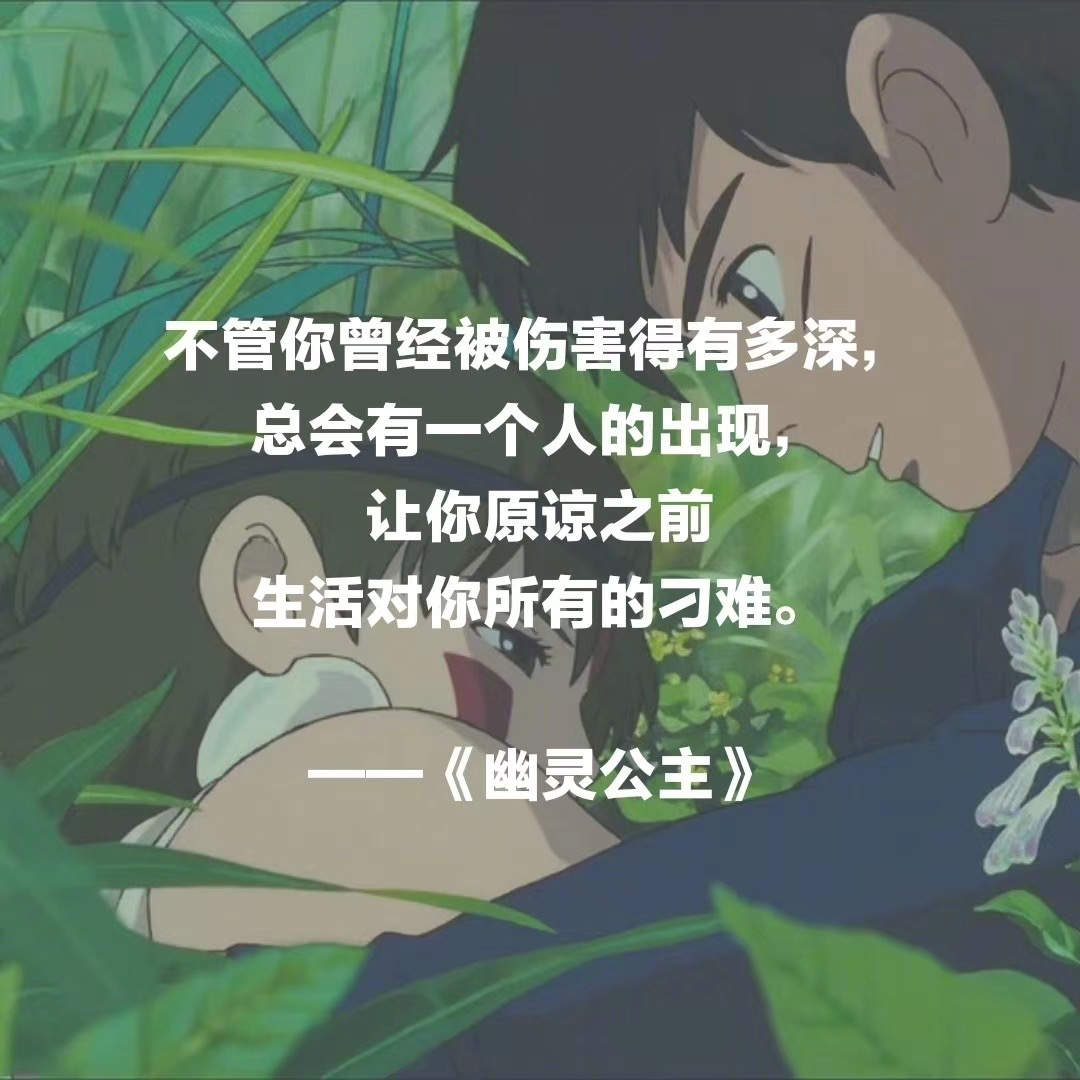 不管你曾经被伤害得有多深，
总会有一个人的出现，
让你原谅之前
生活对你所有的刁难。
——《幽灵公主》